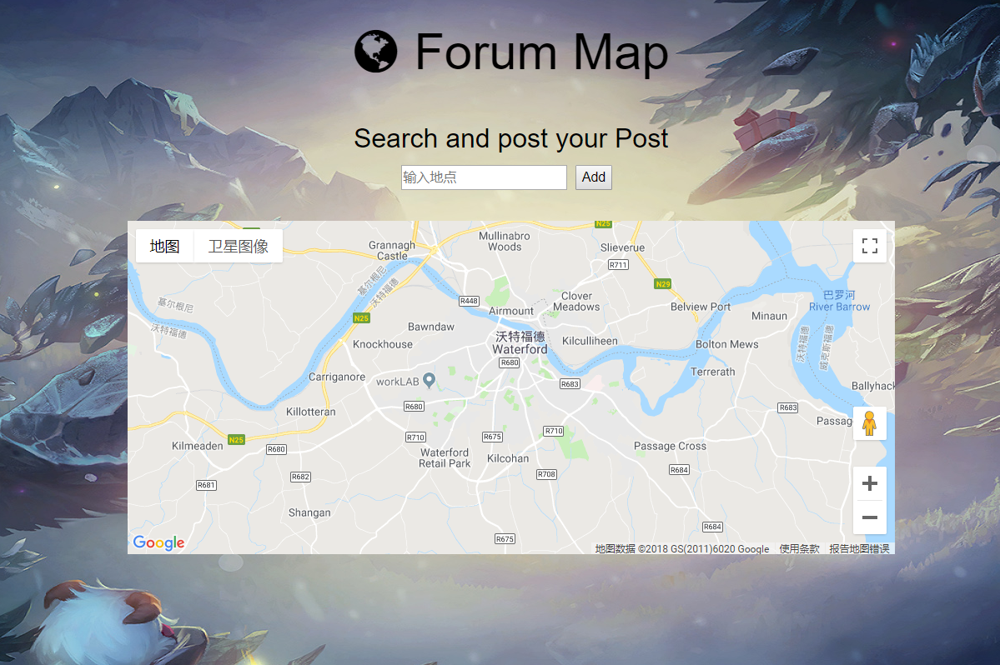 Forum Map
Search and post your Post
输入地点
Add
地图
卫星图像
N25
Mullinabro
Woods
Grannagh
Castle
Slieverue
R711
N29
基尔根尼
沃特福德
R448
Clover
Meadows
巴罗河
River Barrow
基尔根尼
沃特福德
Airmount
Belview Port
Minaun
N25
Bawndaw
沃特福德
Waterford
Kilculliheen
Knockhouse
Bolton Mews
沃特福德
威克斯福德
R680
Terrerath
Carriganore
workLAB
R683
Ballyhack
Killotteran
R680
R683
Passag
N25
R710
R675
R710
Kilmeaden
R680
Waterford
Retail Park
Kilcohan
Passage Cross
R681
R682
R708
R684
Shangan
R684
R675
Google
地图数据 ©2018 GS(2011)6020 Google
使用条款
报告地图错误